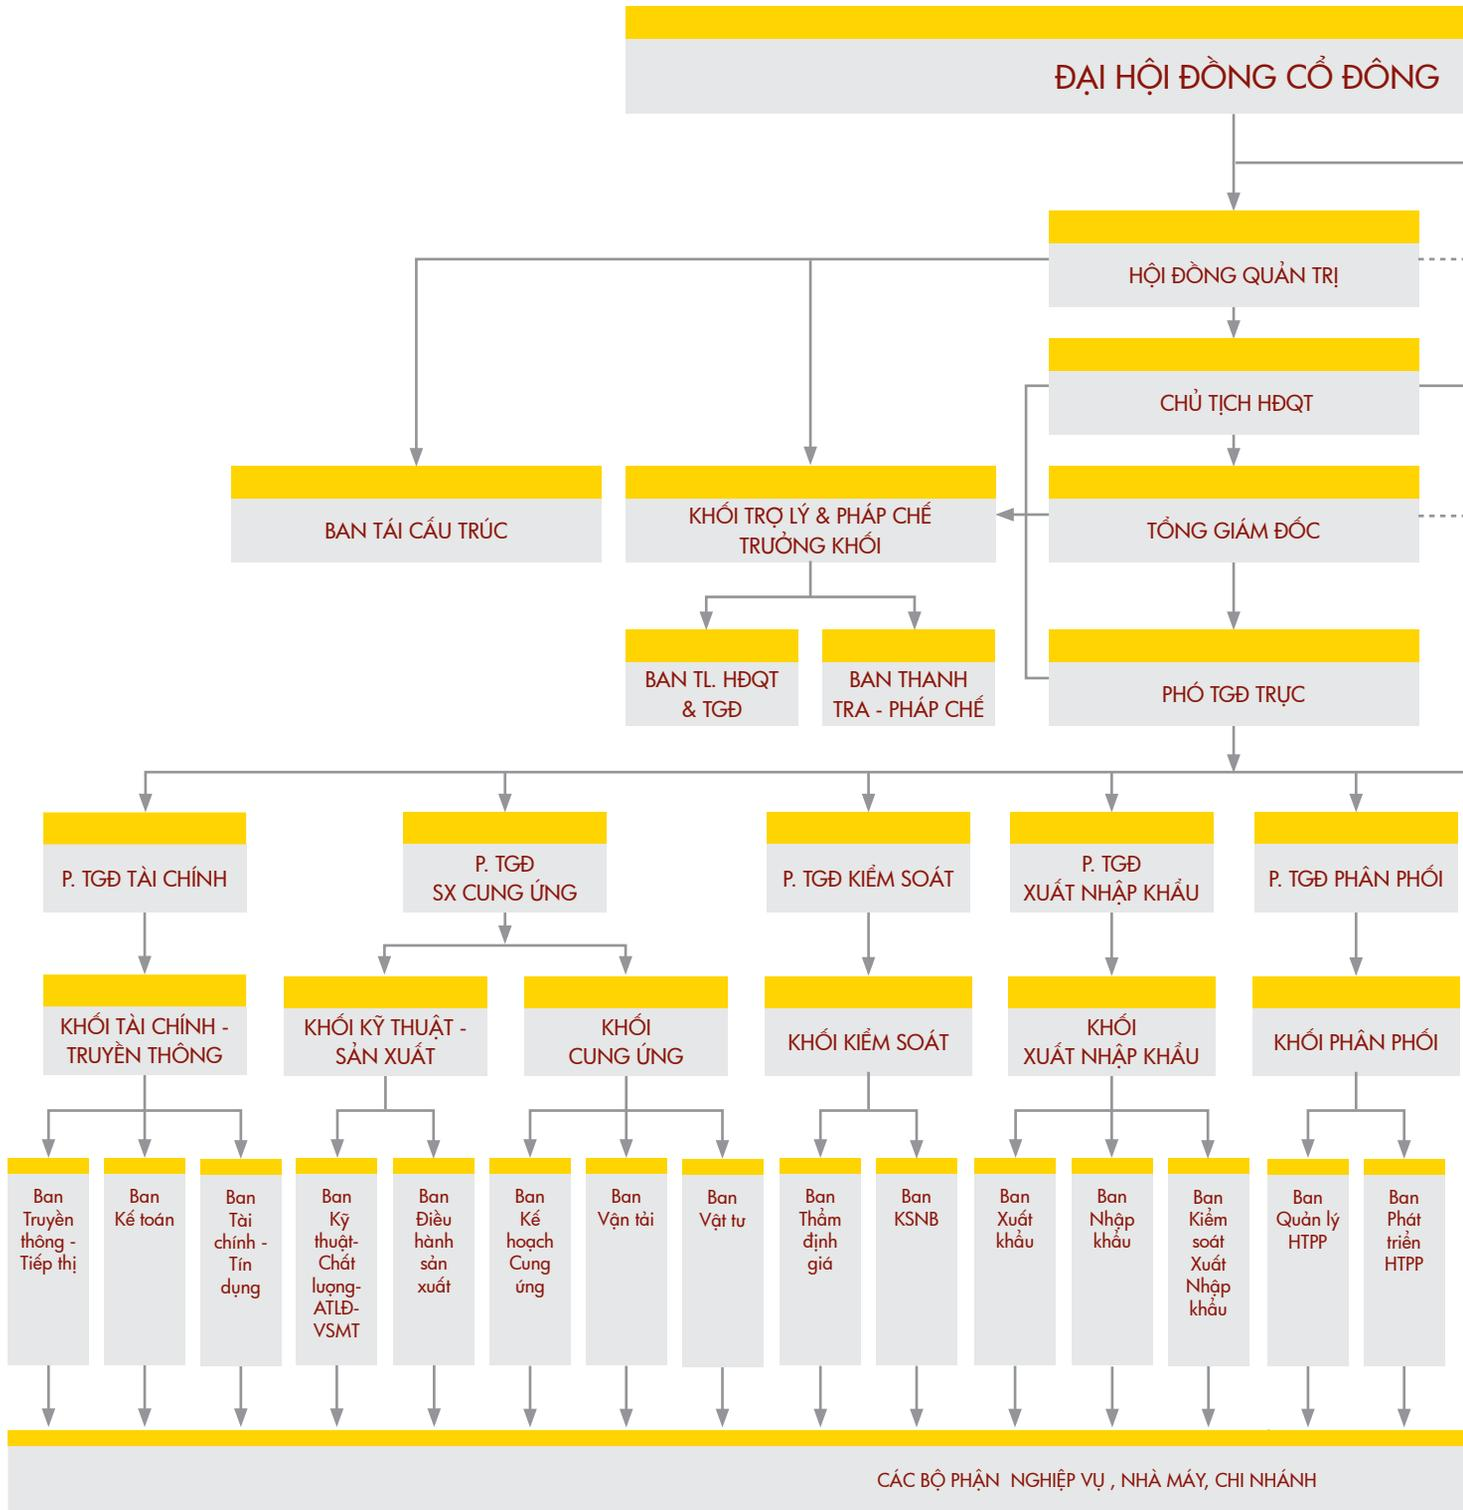 ĐẠI HỘI ĐỒNG CỔ ĐÔNG
HỘI ĐỒNG QUẢN TRỊ
CHỦ TỊCH HĐQT
BAN TÁI CẤU TRÚC
KHỐI TRỢ LÝ & PHÁP CHẾ
TRƯỞNG KHỐI
TỔNG GIÁM ĐỐC
BAN TL. HĐQT
& TGĐ
BAN THANH
TRA - PHÁP CHẾ
PHÓ TGĐ TRỰC
P. TGĐ TÀI CHÍNH
P. TGĐ
SX CUNG ỨNG
P. TGĐ KIỂM SOÁT
P. TGĐ
XUẤT NHẬP KHẨU
P. TGĐ PHÂN PHỐI
KHỐI TÀI CHÍNH -
TRUYỀN THÔNG
KHỐI KỸ THUẬT -
SẢN XUẤT
KHỐI
CUNG ỨNG
KHỐI KIỂM SOÁT
KHỐI
XUẤT NHẬP KHẨU
KHỐI PHÂN PHỐI
Ban
Truyền
thông -
Tiếp thị
Ban
Kế toán
Ban
Tài
chính -
Tín
dụng
Ban
Kỹ
thuật-
Chất
lượng-
ATLĐ-
VSMT
Ban
Điều
hành
sản
xuất
Ban
Kế
hoạch
Cung
ứng
Ban
Vận tải
Ban
Vật tư
Ban
Thẩm
định
giá
Ban
KSNB
Ban
Xuất
khẩu
Ban
Nhập
khẩu
Ban
Kiểm
soát
Xuất
Nhập
khẩu
Ban
Quản lý
HTPP
Ban
Phát
triển
HTPP
CÁC BỘ PHẬN  NGHIỆP VỤ , NHÀ MÁY, CHI NHÁNH